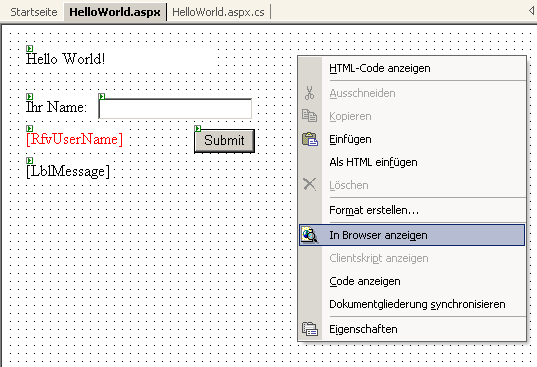 Startseite HelloWorld.aspx HelloWorld.aspx.cs
Hello World!
Ihr Name:
[RfvUserName] Submit
[LblMessage]
HTML-Code anzeigen
Ausschneiden
Kopieren
Einfügen
Als HTML einfügen
Löschen
Format erstellen...
In Browser anzeigen
Clientskript anzeigen
Code anzeigen
Dokumentgliederung synchronisieren
Eigenschaften